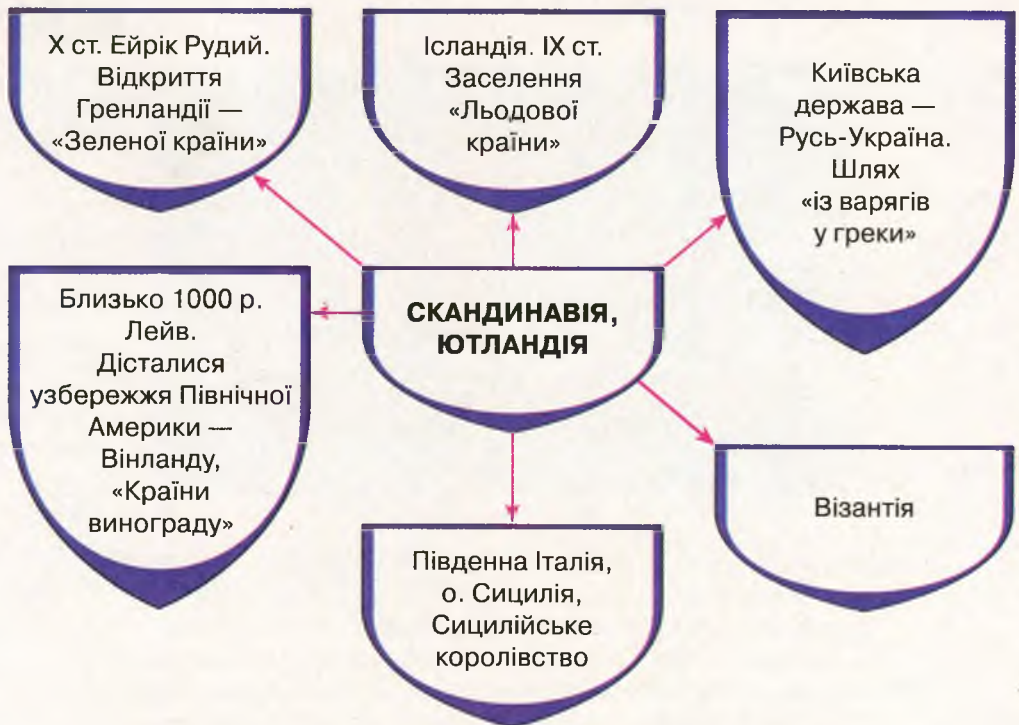 X ст. Ейрік Рудий.
Відкриття
Гренландії —
«Зеленої країни»
Ісландія. IX ст.
Заселення
«Льодової
країни»
Київська
держава —
Русь-Україна.
Шлях
«із варягів
у греки»
Близько 1000 р.
Лейв.
Дісталися
узбережжя Північної
Америки —
Вінланду,
«Країни
винограду»
СКАНДИНАВІЯ,
ЮТЛАНДІЯ
Візантія
Південна Італія,
о. Сицилія,
Сицилійське
королівство